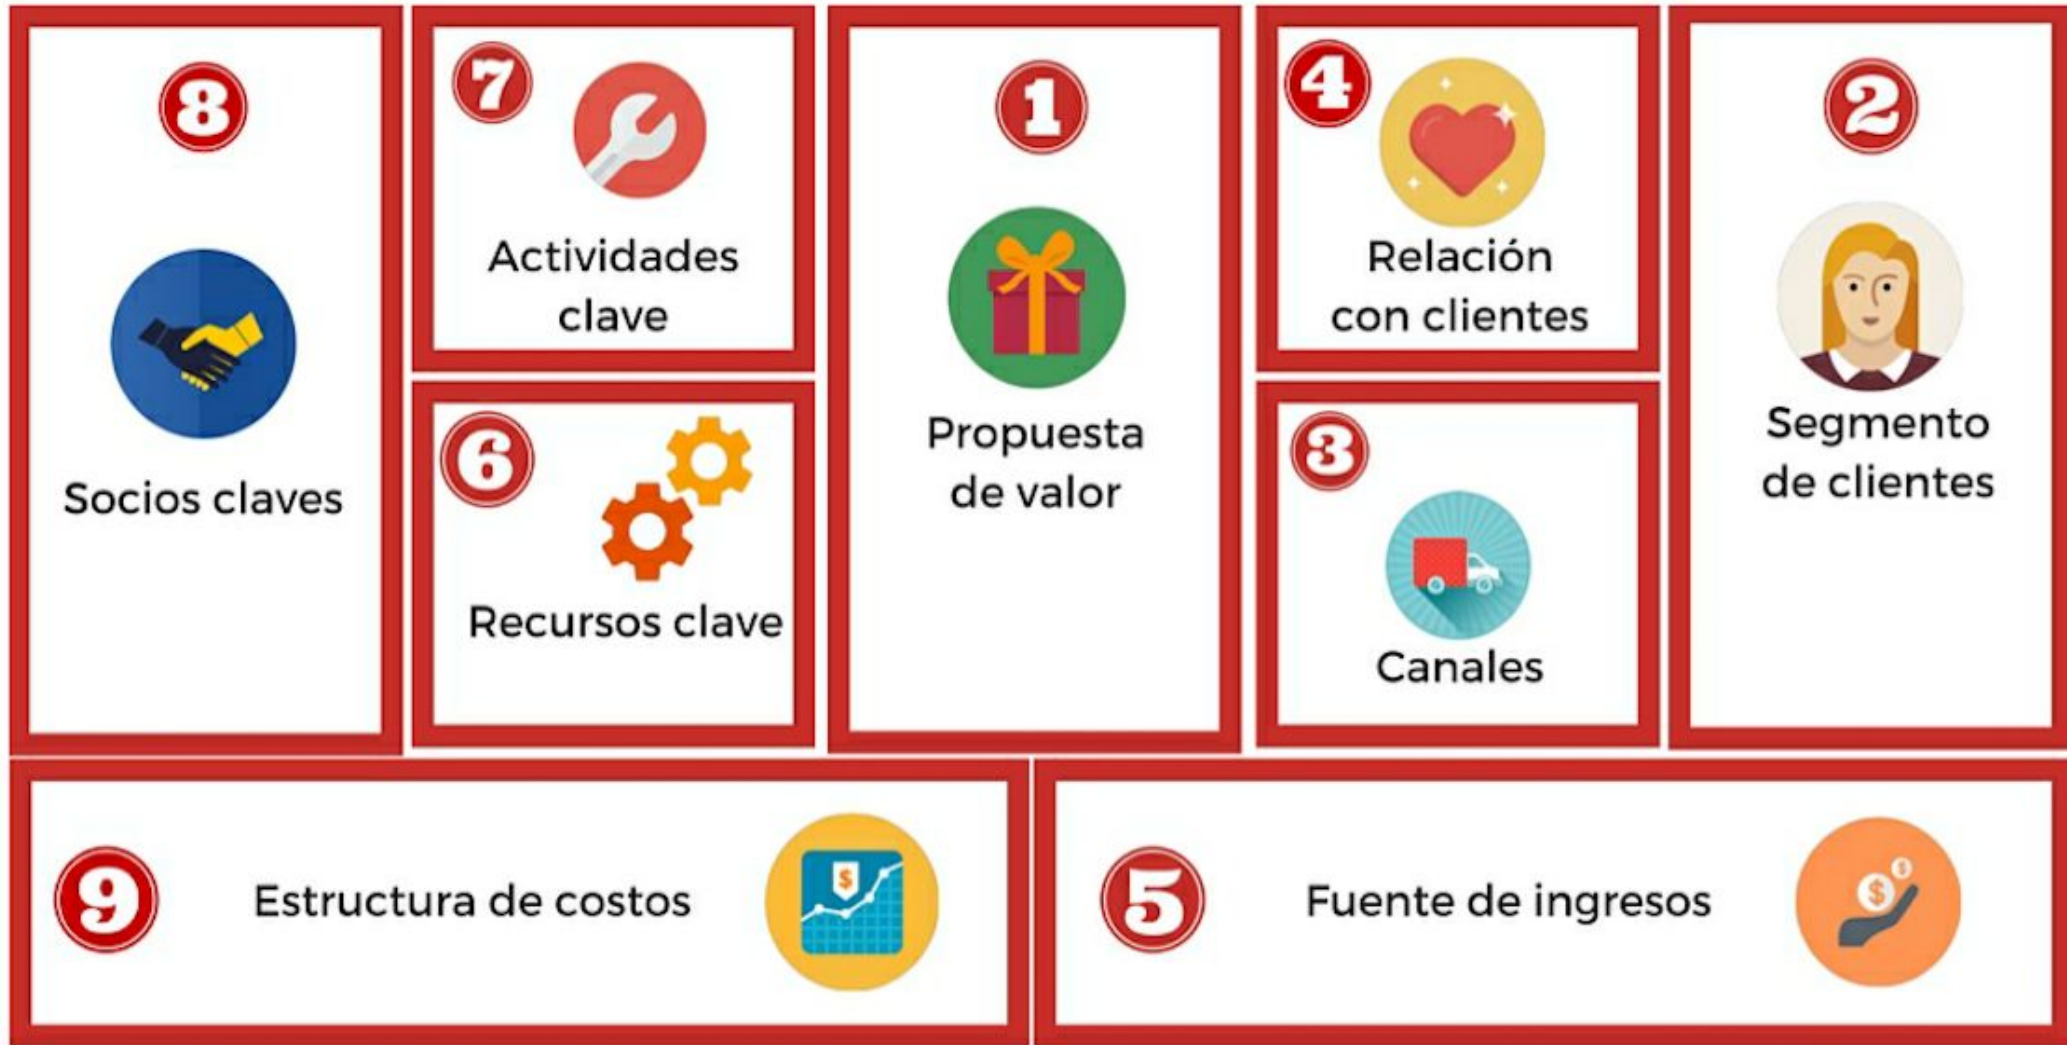 8
Socios claves
7
Actividades
clave
6
Recursos clave
1
Propuesta
de valor
4
Relación
con clientes
3
Canales
2
Segmento
de clientes
9
Estructura de costos
$
5
Fuente de ingresos
$
$